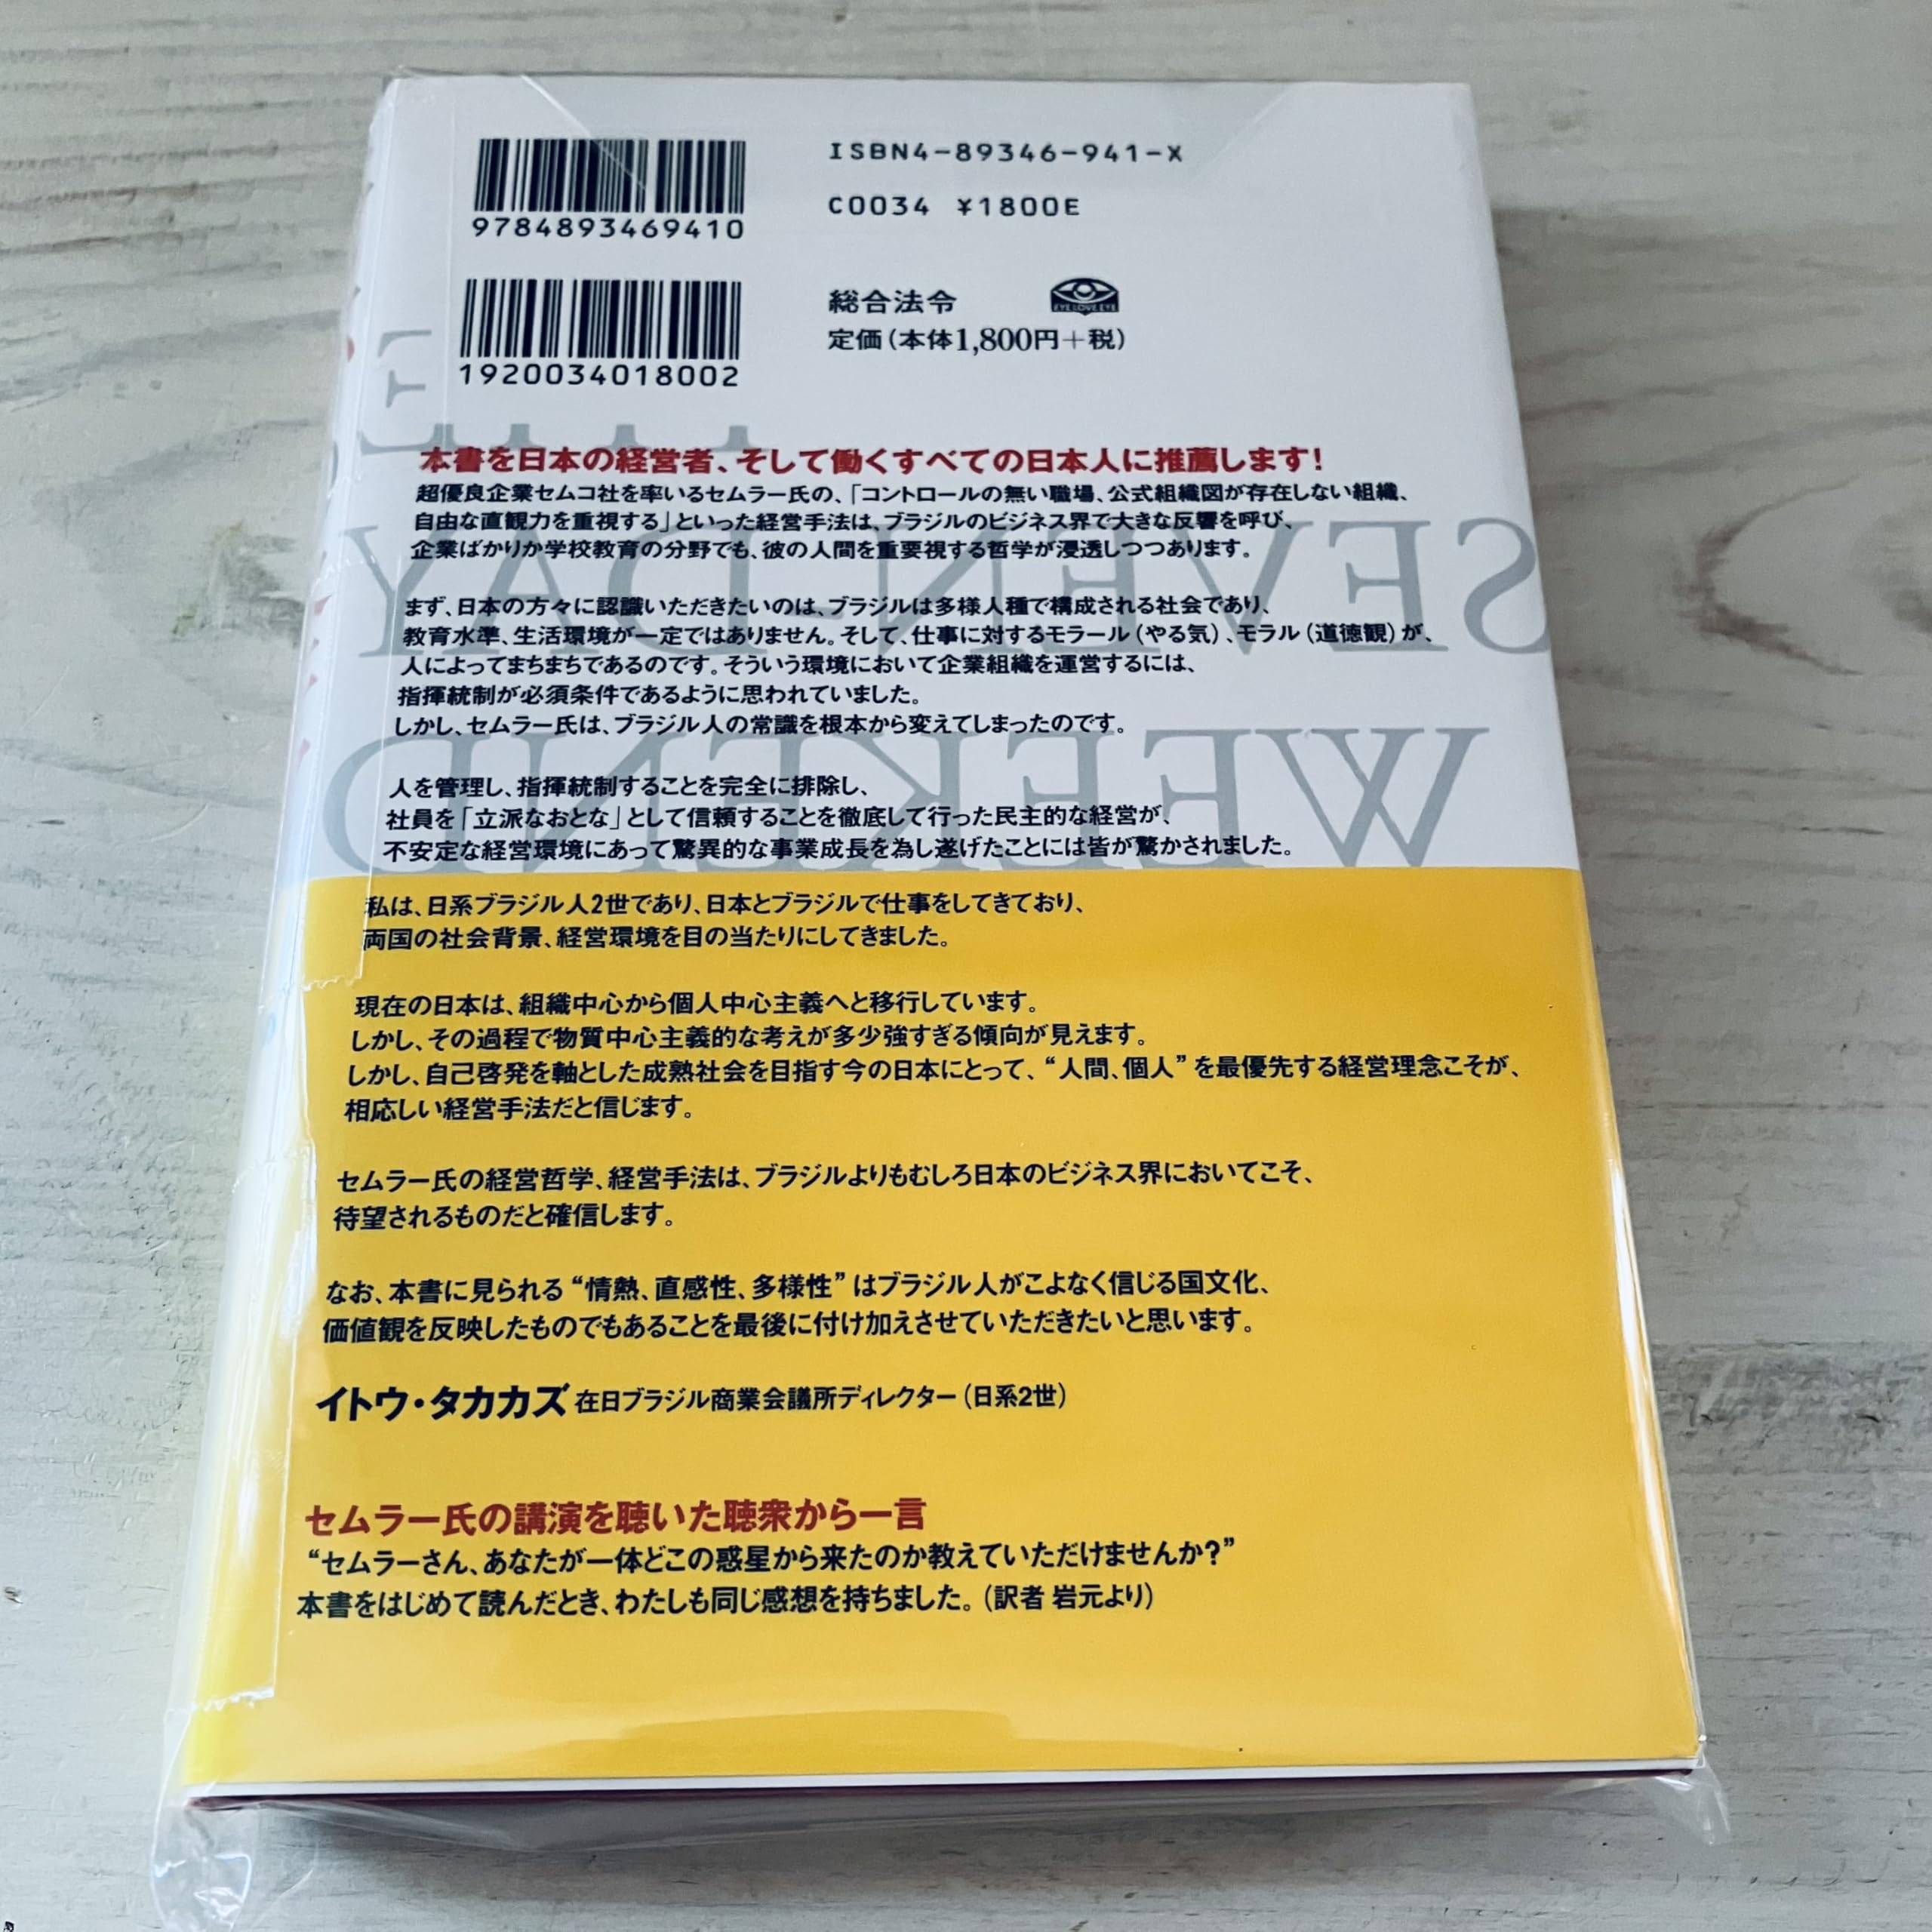 ISBN4-89346-941-X
C0034 ¥1800E
9784893469410
1920034018002
総合法令
EYE LOVE EYE
定価(本体1,800円+税)
THE
SEVEN-DAY
WEEKEND
本書を日本の経営者、そして働くすべての日本人に推薦します!
超優良企業セムコ社を率いるセムラー氏の、「コントロールの無い職場、公式組織図が存在しない組織、
自由な直観力を重視する」といった経営手法は、ブラジルのビジネス界で大きな反響を呼び、
企業ばかりか学校教育の分野でも、彼の人間を重要視する哲学が浸透しつつあります。
まず、日本の方々に認識いただきたいのは、ブラジルは多様人種で構成される社会であり、
教育水準、生活環境が一定ではありません。そして、仕事に対するモラール(やる気)、モラル(道徳観)が、
人によってまちまちであるのです。そういう環境において企業組織を運営するには、
指揮統制が必須条件であるように思われていました。
しかし、セムラー氏は、ブラジル人の常識を根本から変えてしまったのです。
人を管理し、指揮統制することを完全に排除し、
社員を「立派なおとな」として信頼することを徹底して行った民主的な経営が、
不安定な経営環境にあって驚異的な事業成長を為し遂げたことには皆が驚かされました。
私は、日系ブラジル人2世であり、日本とブラジルで仕事をしてきており、
両国の社会背景、経営環境を目の当たりにしてきました。
現在の日本は、組織中心から個人中心主義へと移行しています。
しかし、その過程で物質中心主義的な考えが多少強すぎる傾向が見えます。
しかし、自己啓発を軸とした成熟社会を目指す今の日本にとって、“人間、個人”を最優先する経営理念こそが、
相応しい経営手法だと信じます。
セムラー氏の経営哲学、経営手法は、ブラジルよりもむしろ日本のビジネス界においてこそ、
待望されるものだと確信します。
なお、本書に見られる“情熱、直感性、多様性”はブラジル人がこよなく信じる国文化、
価値観を反映したものでもあることを最後に付け加えさせていただきたいと思います。
イトウ・タカカズ 在日ブラジル商業会議所ディレクター(日系2世)
セムラー氏の講演を聴いた聴衆から一言
“セムラーさん、あなたが一体どこの惑星から来たのか教えていただけませんか?”
本書をはじめて読んだとき、わたしも同じ感想を持ちました。(訳者 岩元より)